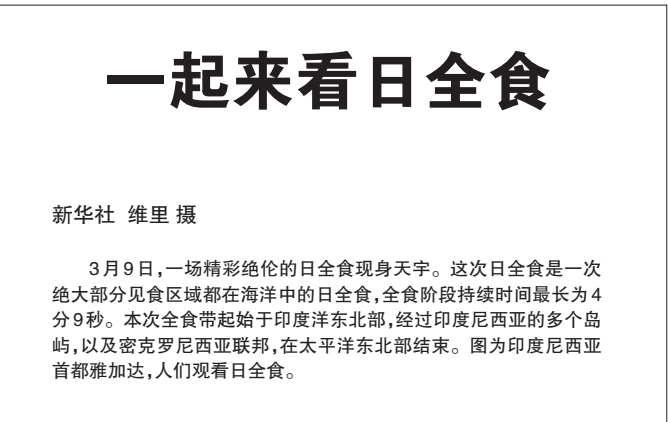 一起来看日全食
新华社 维里 摄
3月9日,一场精彩绝伦的日全食现身天宇。这次日全食是一次
绝大部分见食区域都在海洋中的日全食,全食阶段持续时间最长为4
分9秒。本次全食带起始于印度洋东北部,经过印度尼西亚的多个岛
屿,以及密克罗尼西亚联邦,在太平洋东北部结束。图为印度尼西亚
首都雅加达,人们观看日全食。